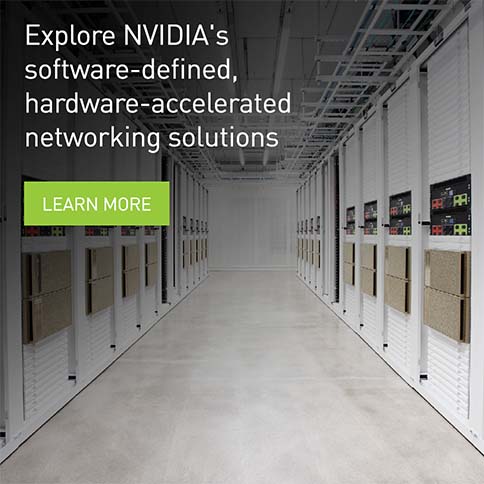 Explore NVIDIA's
software-defined,
hardware-accelerated
networking solutions
LEARN MORE